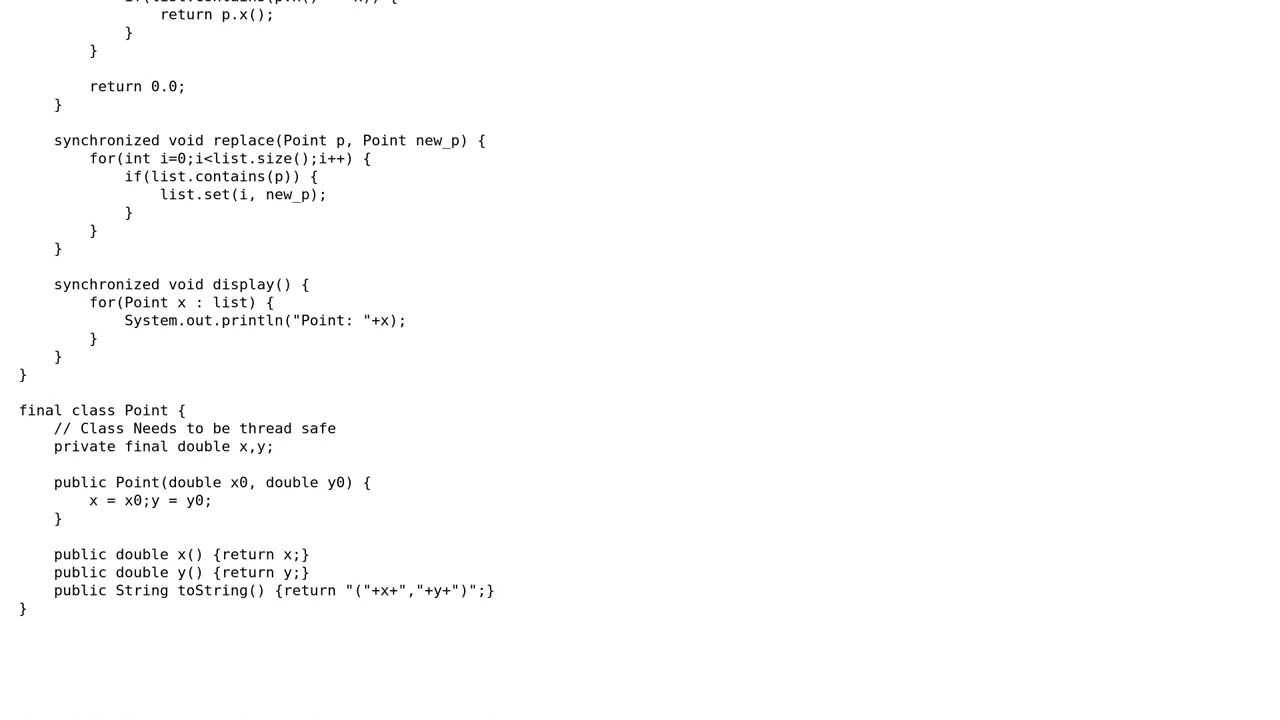 if(list.contains(p.x() == x)) {
return p.x();
}
}
return 0.0;
}
synchronized void replace(Point p, Point new_p) {
for(int i=0;i<list.size();i++) {
if(list.contains(p)) {
list.set(i, new_p);
}
}
}
synchronized void display() {
for(Point x : list) {
System.out.println("Point: "+x);
}
}
}
final class Point {
// Class Needs to be thread safe
private final double x,y;
public Point(double x0, double y0) {
x = x0;y = y0;
}
public double x() {return x;}
public double y() {return y;}
public String toString() {return "("+x+","+y+")";}
}